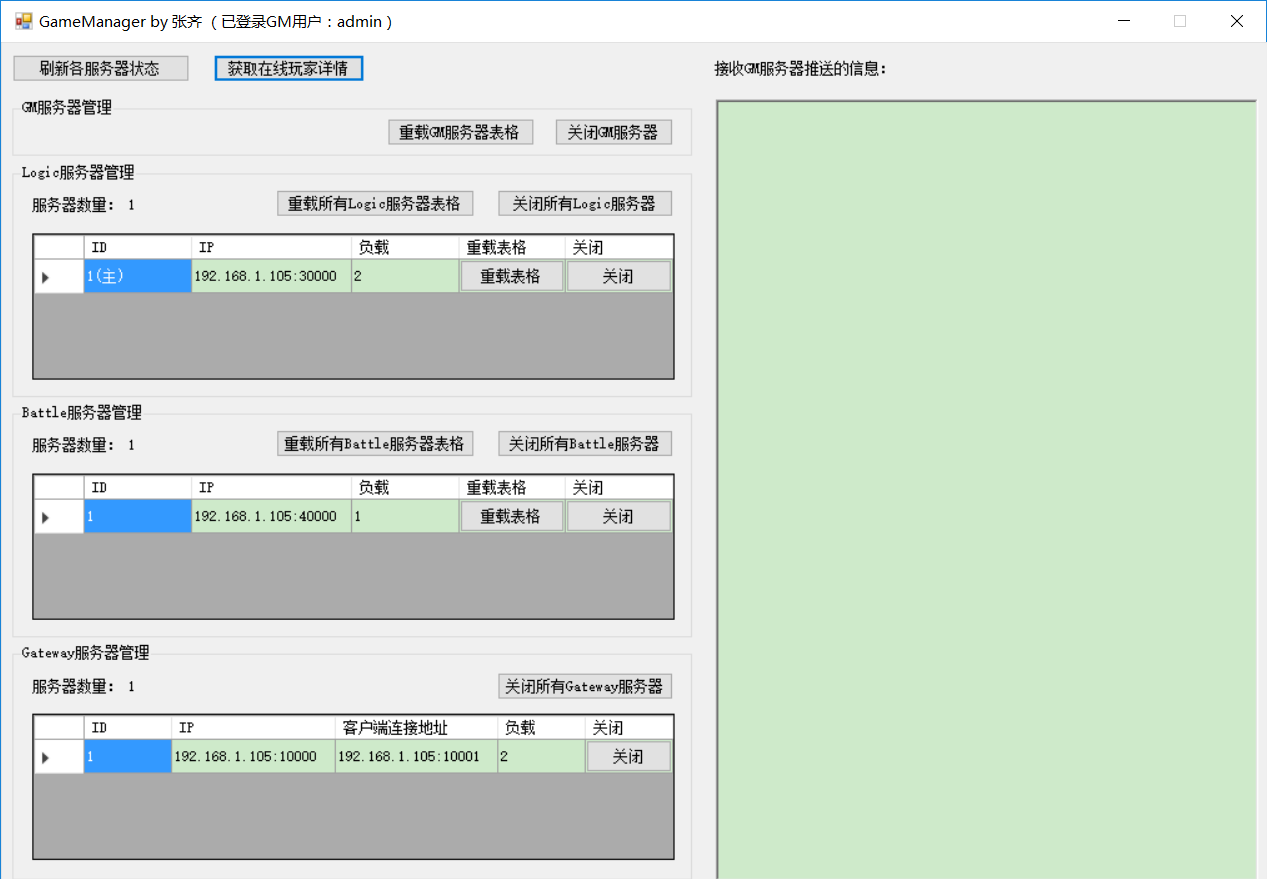 GameManager by 张齐 （已登录GM用户：admin ）
刷新各服务器状态 获取在线玩家详情 接收GM服务器推送的信息:
GM服务器管理
重载GM服务器表格 关闭GM服务器
Logic服务器管理
服务器数量: 1 重载所有Logic服务器表格 关闭所有Logic服务器
ID IP 负载 重载表格 关闭
1(主) 192.168.1.105:30000 2 重载表格 关闭
Battle服务器管理
服务器数量: 1 重载所有Battle服务器表格 关闭所有Battle服务器
ID IP 负载 重载表格 关闭
1 192.168.1.105:40000 1 重载表格 关闭
Gateway服务器管理
服务器数量: 1 关闭所有Gateway服务器
ID IP 客户端连接地址 负载 关闭
1 192.168.1.105:10000 192.168.1.105:10001 2 关闭